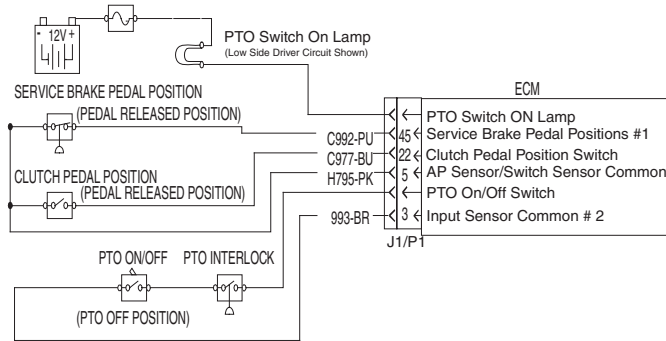 - 12V +
PTO Switch On Lamp
(Low Side Driver Circuit Shown)
SERVICE BRAKE PEDAL POSITION
(PEDAL RELEASED POSITION)
CLUTCH PEDAL POSITION
(PEDAL RELEASED POSITION)
PTO ON/OFF
PTO INTERLOCK
(PTO OFF POSITION)
ECM
PTO Switch ON Lamp
C992-PU 45 Service Brake Pedal Positions #1
C977-BU 22 Clutch Pedal Position Switch
H795-PK 5 AP Sensor/Switch Sensor Common
PTO On/Off Switch
993-BR 3 Input Sensor Common # 2
J1/P1